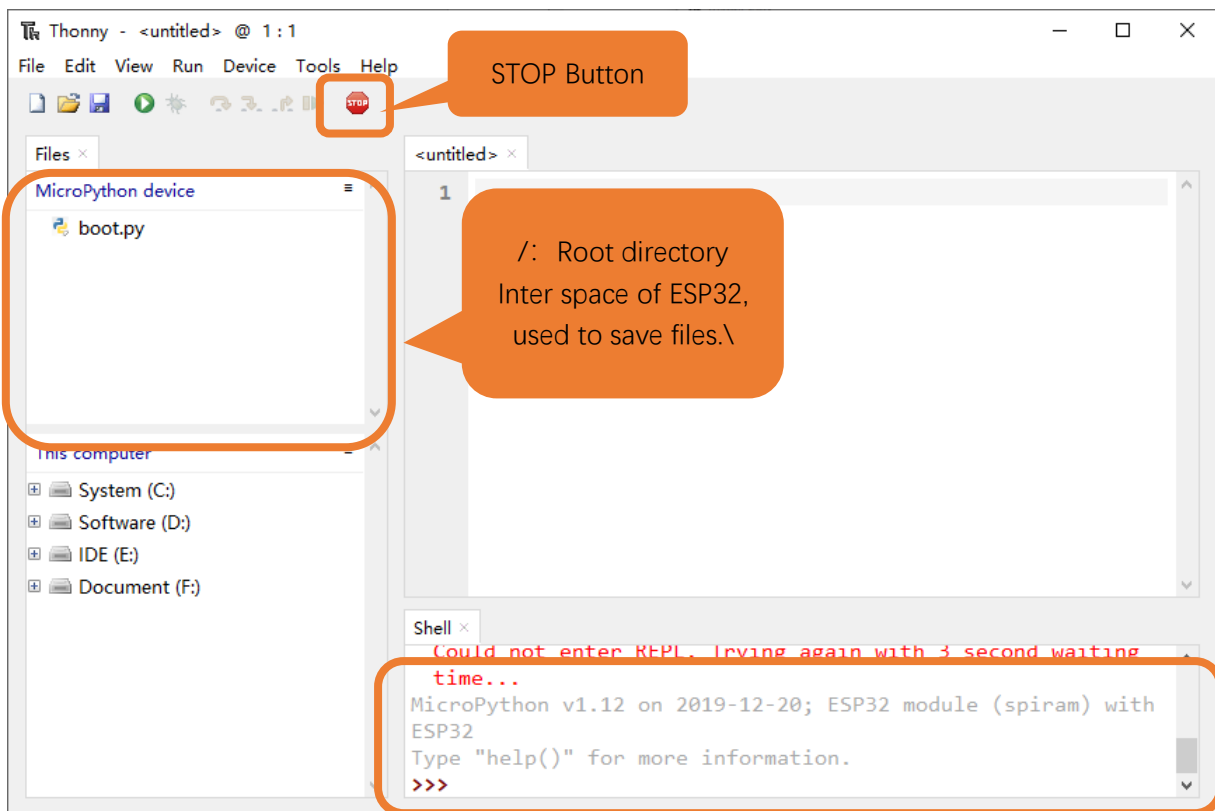 Thonny - <untitled> @ 1 : 1
File Edit View Run Device Tools Help
STOP Button
STOP
Files ×
<untitled> ×
MicroPython device
1
boot.py
/: Root directory
Inter space of ESP32,
used to save files.\
This computer
System (C:)
Software (D:)
IDE (E:)
Document (F:)
Shell ×
Could not enter REPL. Trying again with 3 second waiting
time...
MicroPython v1.12 on 2019-12-20; ESP32 module (spiram) with
ESP32
Type "help()" for more information.
>>>